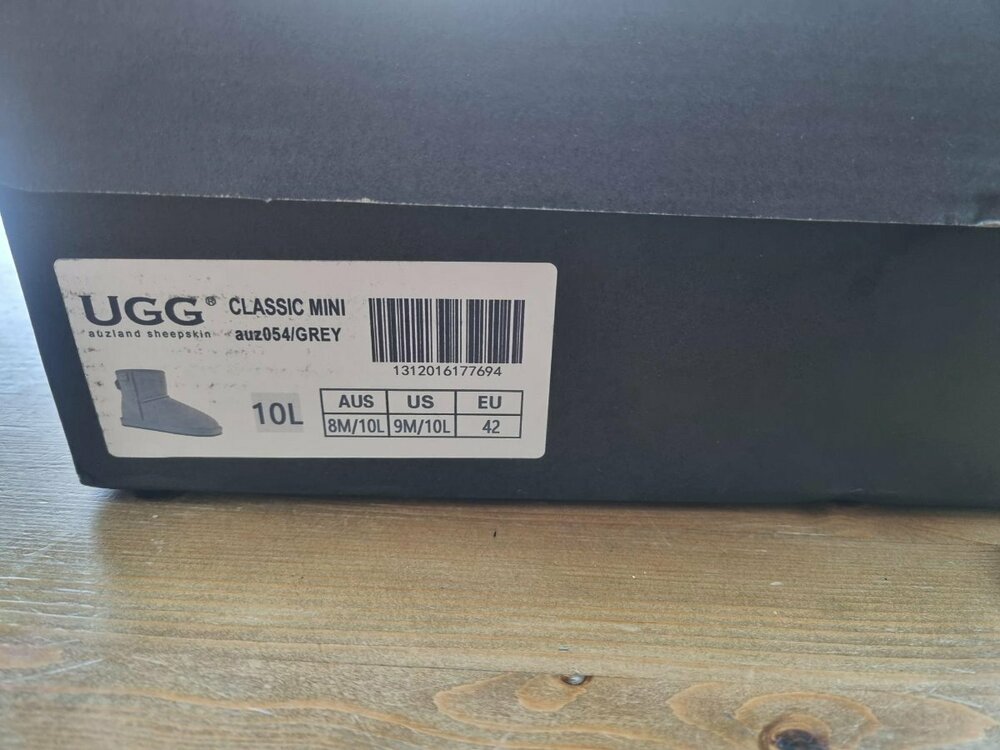 UGG® CLASSIC MINI
auzland sheepskin auz054/GREY
1312016177694
10L
AUS US EU
8M/10L 9M/10L 42